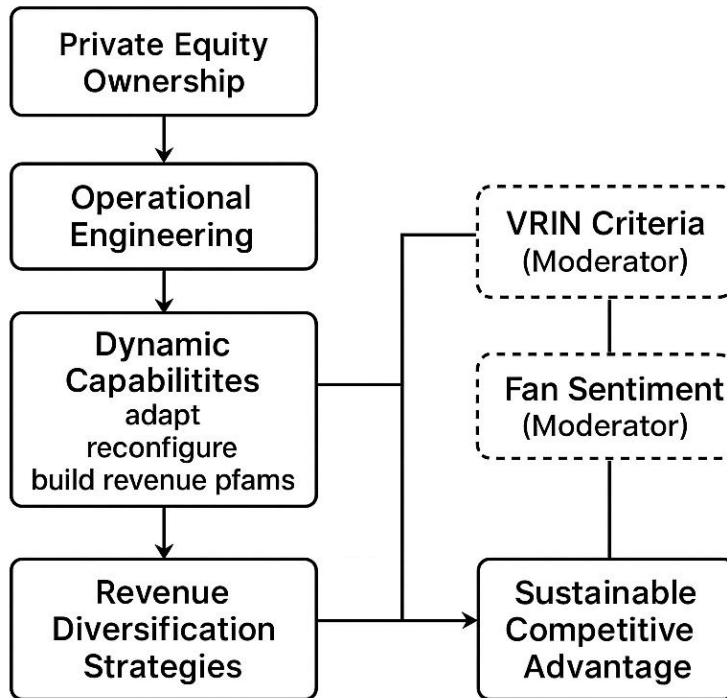 Private Equity
Ownership
Operational
Engineering
Dynamic
Capabilitites
adapt
reconfigure
build revenue pfams
Revenue
Diversification
Strategies
VRIN Criteria
(Moderator)
Fan Sentiment
(Moderator)
Sustainable
Competitive
Advantage